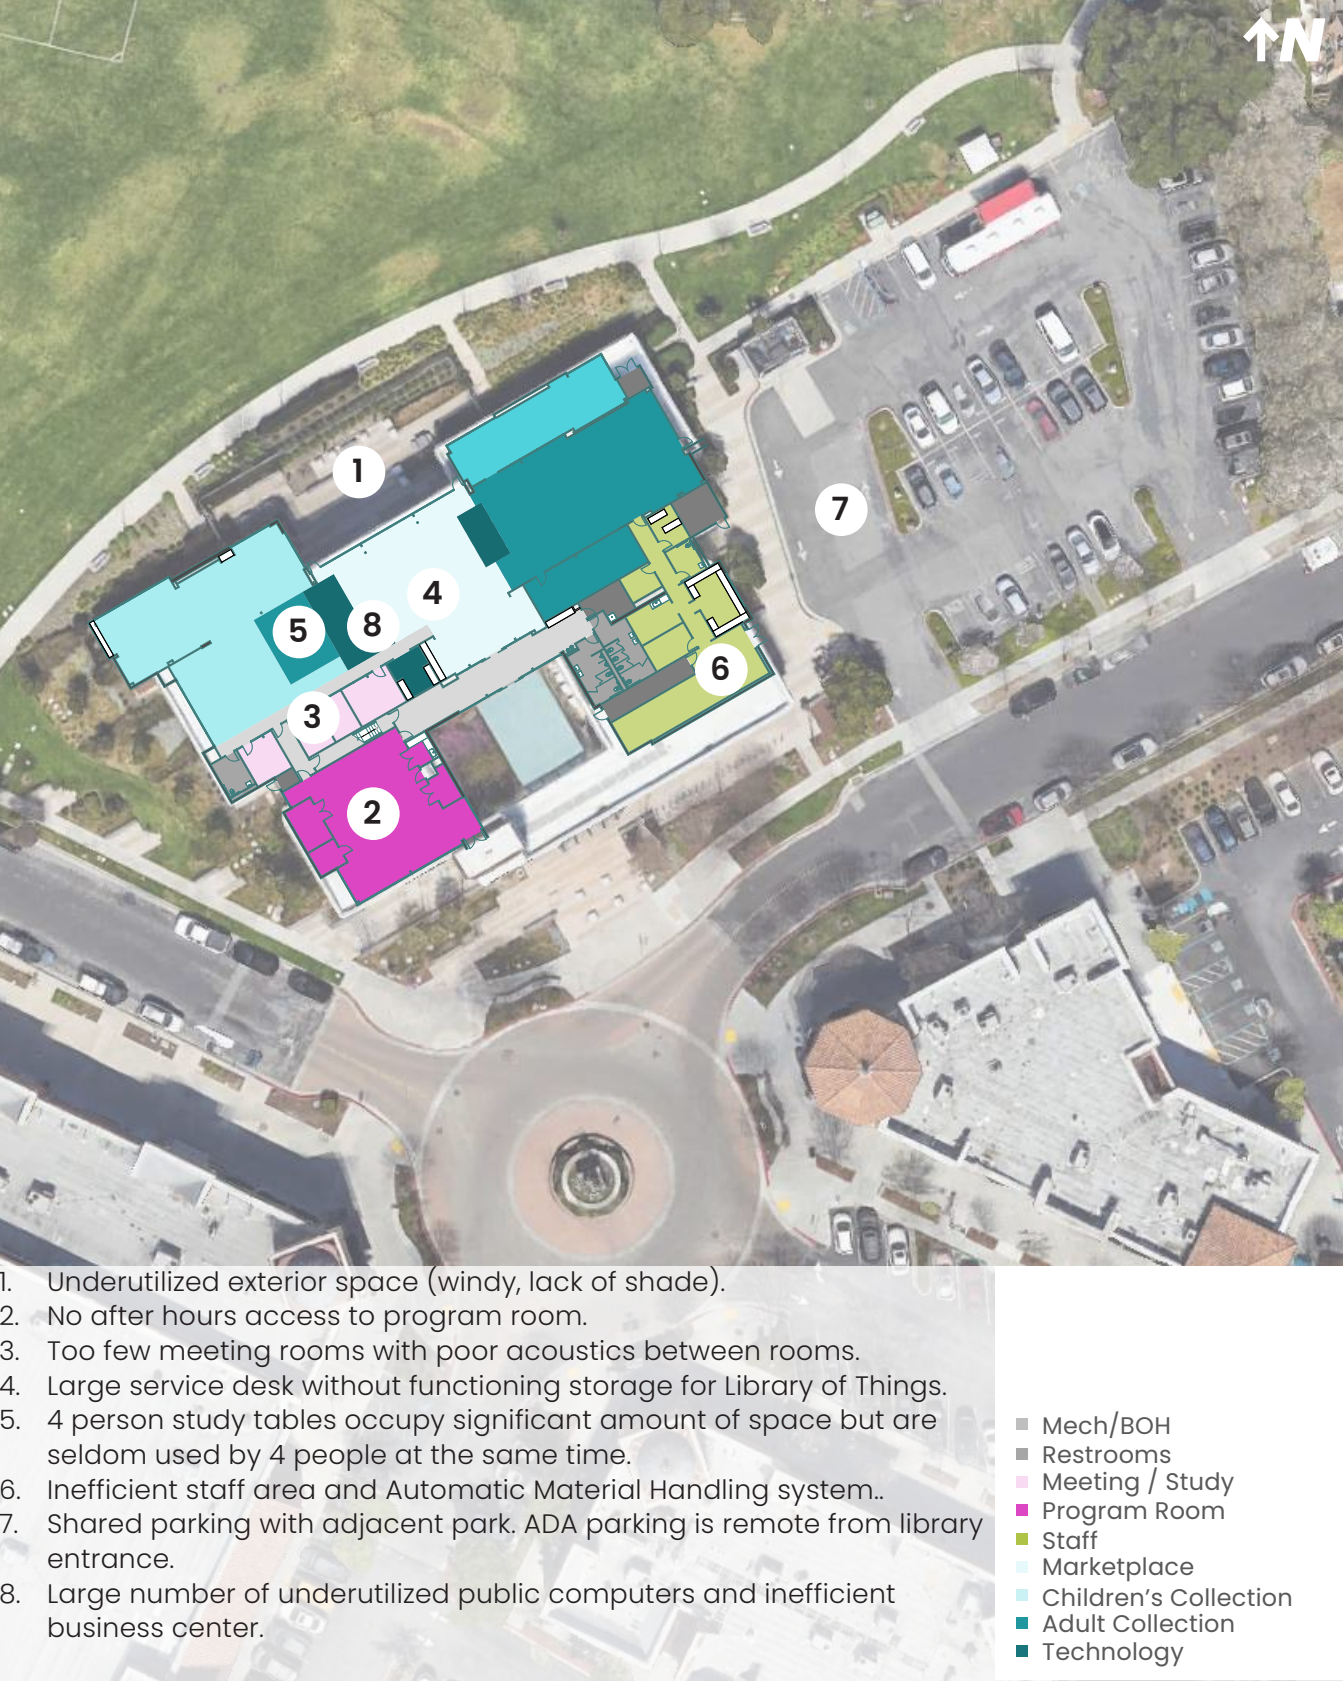 N
1
7
4
5
8
6
3
2
1. Underutilized exterior space (windy, lack of shade).
2. No after hours access to program room.
3. Too few meeting rooms with poor acoustics between rooms.
4. Large service desk without functioning storage for Library of Things.
5. 4 person study tables occupy significant amount of space but are
seldom used by 4 people at the same time.
6. Inefficient staff area and Automatic Material Handling system..
7. Shared parking with adjacent park. ADA parking is remote from library
entrance.
8. Large number of underutilized public computers and inefficient
business center.
Mech/BOH
Restrooms
Meeting / Study
Program Room
Staff
Marketplace
Children’s Collection
Adult Collection
Technology